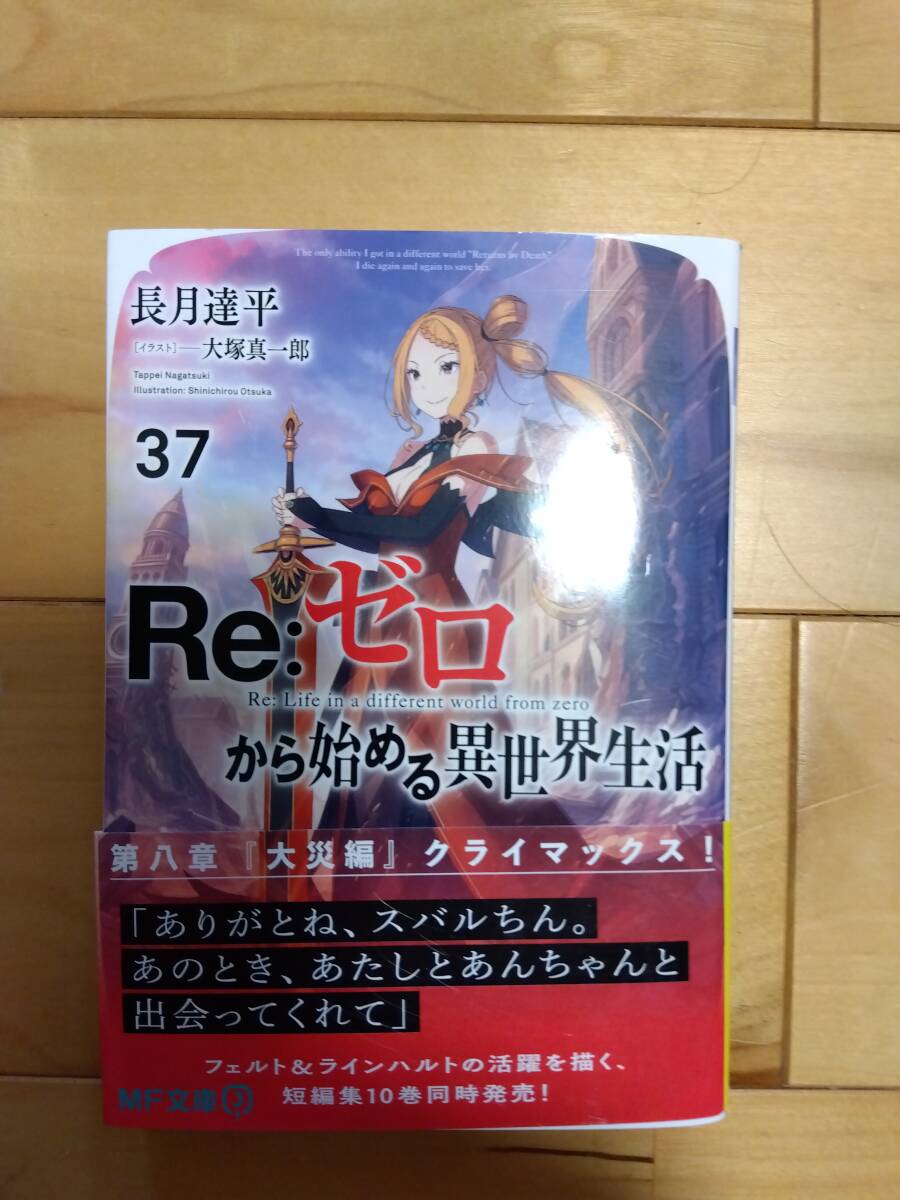 The only ability I got in a different world "Returns by Death"
I die again and again to save her.
長月達平
［イラスト］──大塚真一郎
Tappei Nagatsuki
Illustration: Shinichirou Otsuka
37
Re:ゼロ
Re: Life in a different world from zero
から始める異世界生活
第八章『大災編』クライマックス！
「ありがとね、スバルちん。
あのとき、あたしとあんちゃんと
出会ってくれて」
フェルト&ラインハルトの活躍を描く、
短編集10巻同時発売！
MF文庫J